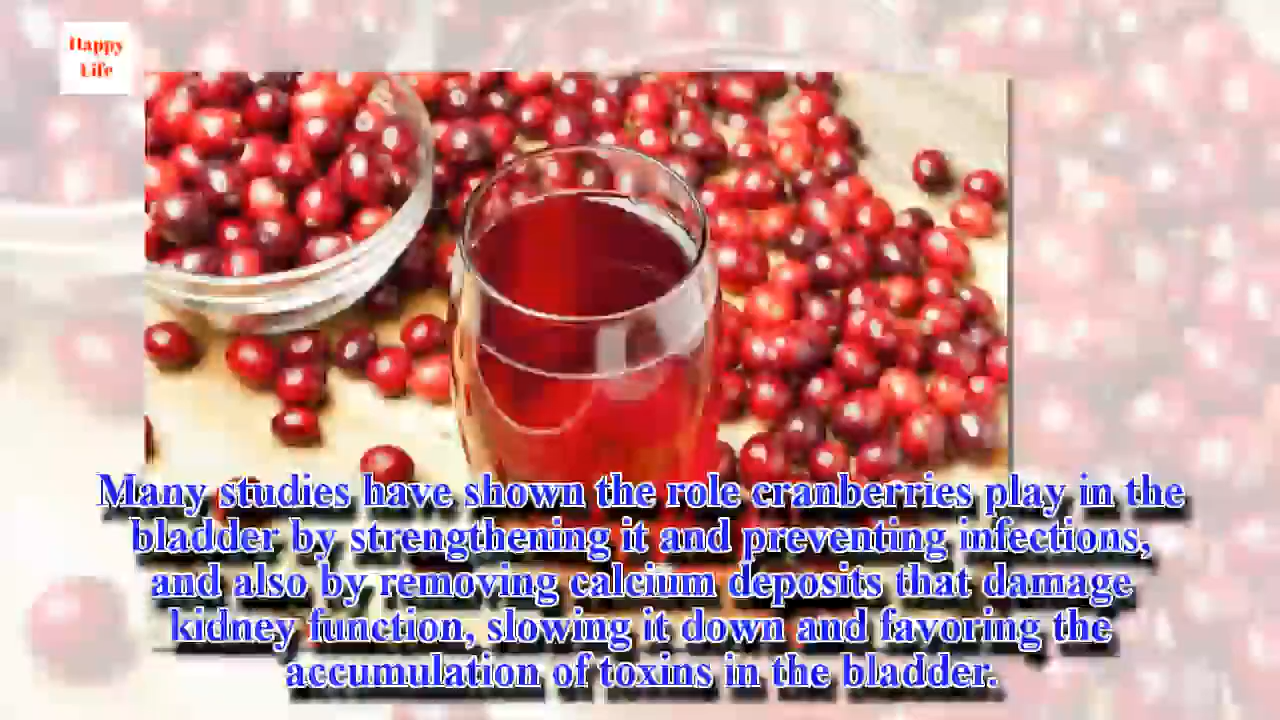 Happy
Life
Many studies have shown the role cranberries play in the
bladder by strengthening it and preventing infections,
and also by removing calcium deposits that damage
kidney function, slowing it down and favoring the
accumulation of toxins in the bladder.